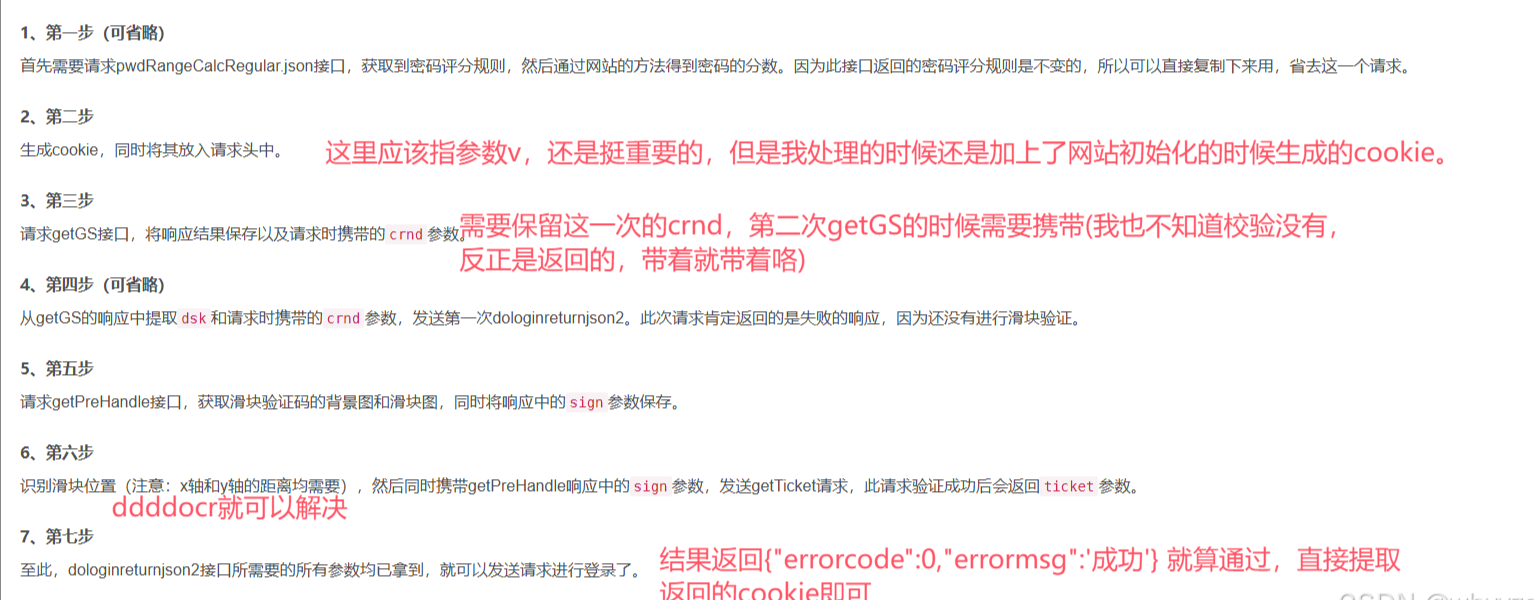 1、第一步（可省略）
首先需要请求pwdRangeCalcRegular.json接口，获取到密码评分规则，然后通过网站的方法得到密码的分数。因为此接口返回的密码评分规则是不变的，所以可以直接复制下来用，省去这一个请求。
2、第二步
生成cookie，同时将其放入请求头中。 这里应该指参数v，还是挺重要的，但是我处理的时候还是加上了网站初始化的时候生成的cookie。
3、第三步
请求getGS接口，将响应结果保存以及请求时携带的 crnd 参数。 需要保留这一次的crnd，第二次getGS的时候需要携带(我也不知道校验没有，
反正是返回的，带着就带着咯)
4、第四步（可省略）
从getGS的响应中提取 dsk 和请求时携带的 crnd 参数，发送第一次dologinreturnjson2。此次请求肯定返回的是失败的响应，因为还没有进行滑块验证。
5、第五步
请求getPreHandle接口，获取滑块验证码的背景图和滑块图，同时将响应中的 sign 参数保存。
6、第六步
识别滑块位置（注意：x轴和y轴的距离均需要），然后同时携带getPreHandle响应中的 sign 参数，发送getTicket请求，此请求验证成功后会返回 ticket 参数。
ddddocr就可以解决
7、第七步
至此，dologinreturnjson2接口所需要的所有参数均已拿到，就可以发送请求进行登录了。 结果返回{"errorcode":0,"errormsg":'成功'} 就算通过，直接提取
返回的cookie即可